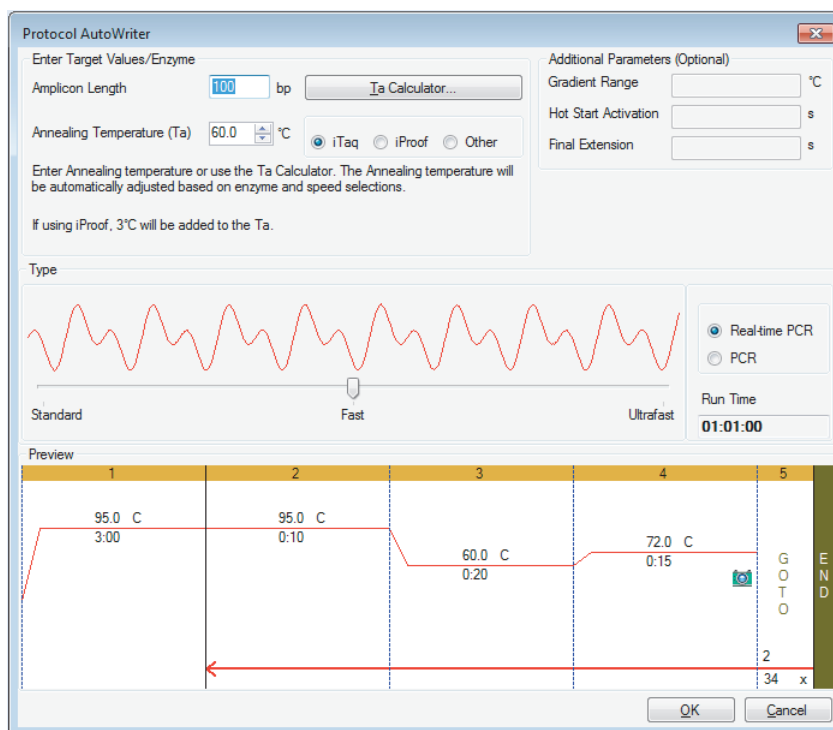 Protocol AutoWriter
Enter Target Values/Enzyme
Amplicon Length 100 bp Ta Calculator...
Annealing Temperature (Ta) 60.0 °C iTaq iProof Other
Enter Annealing temperature or use the Ta Calculator. The Annealing temperature will
be automatically adjusted based on enzyme and speed selections.
If using iProof, 3°C will be added to the Ta.
Additional Parameters (Optional)
Gradient Range °C
Hot Start Activation s
Final Extension s
Type
Standard Fast Ultrafast
Real-time PCR
PCR
Run Time
01:01:00
Preview
1 2 3 4 5
95.0 C
3:00
95.0 C
0:10
60.0 C
0:20
72.0 C
0:15
GOTO
2
34 x
END
OK Cancel